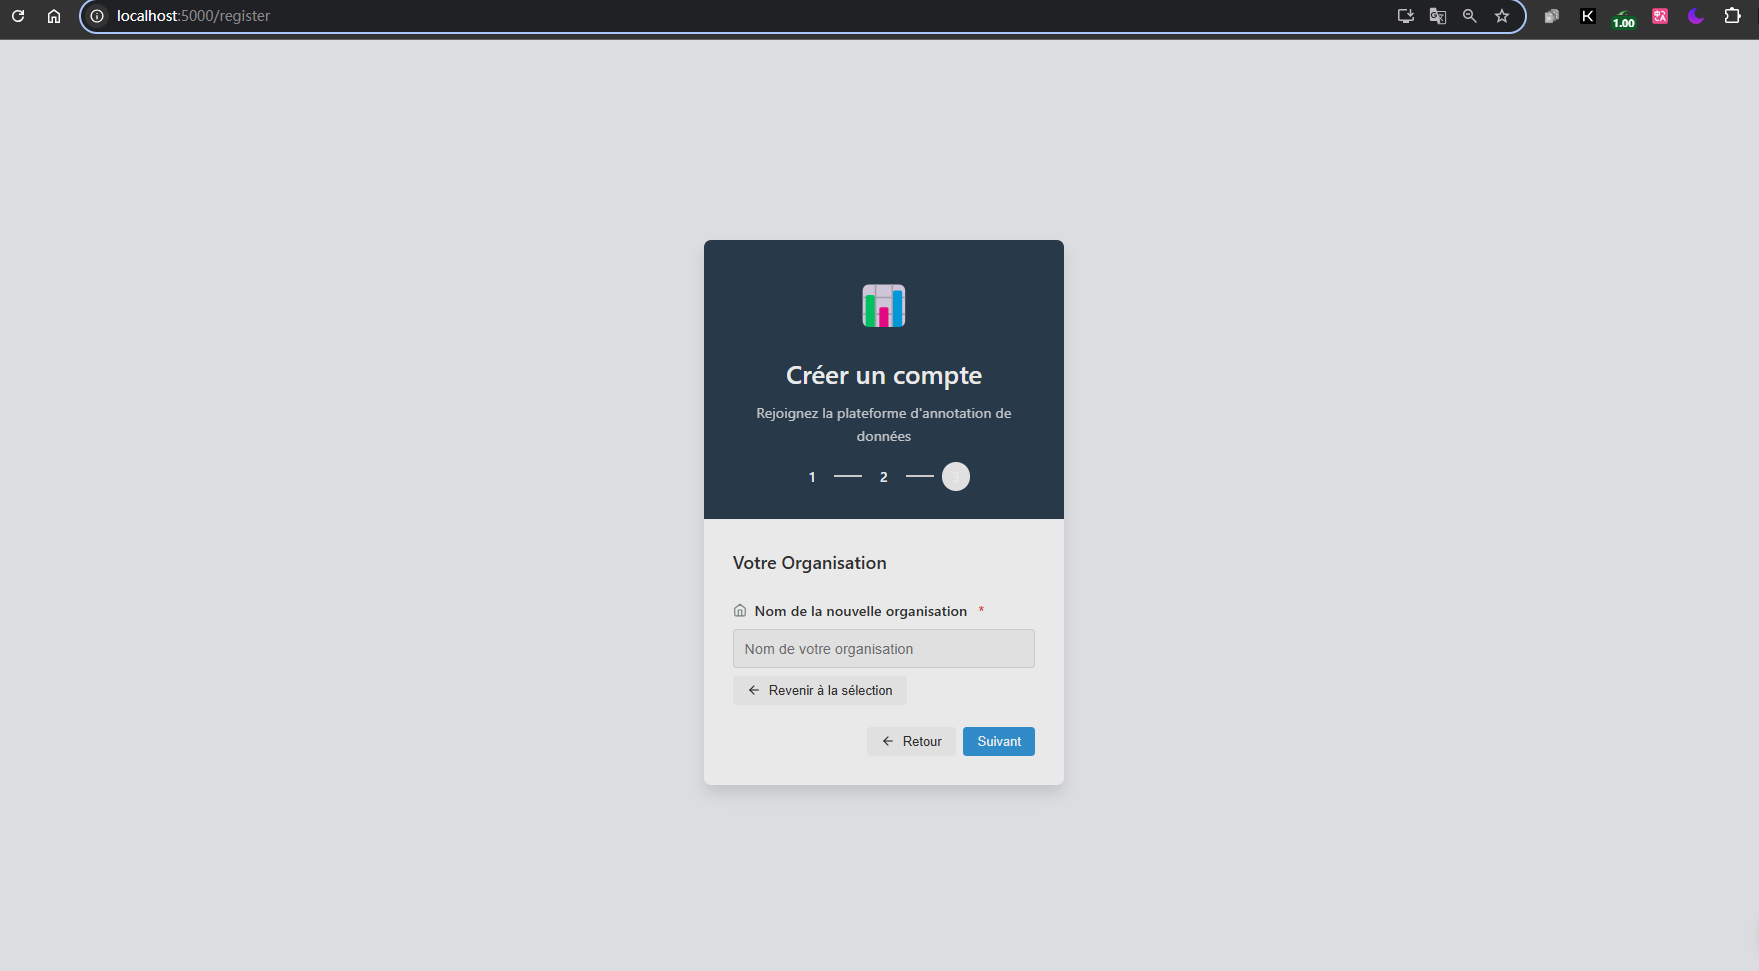 localhost:5000/register
1.00
Créer un compte
Rejoignez la plateforme d'annotation de
données
1 2 3
Votre Organisation
Nom de la nouvelle organisation *
Nom de votre organisation
Revenir à la sélection
Retour Suivant